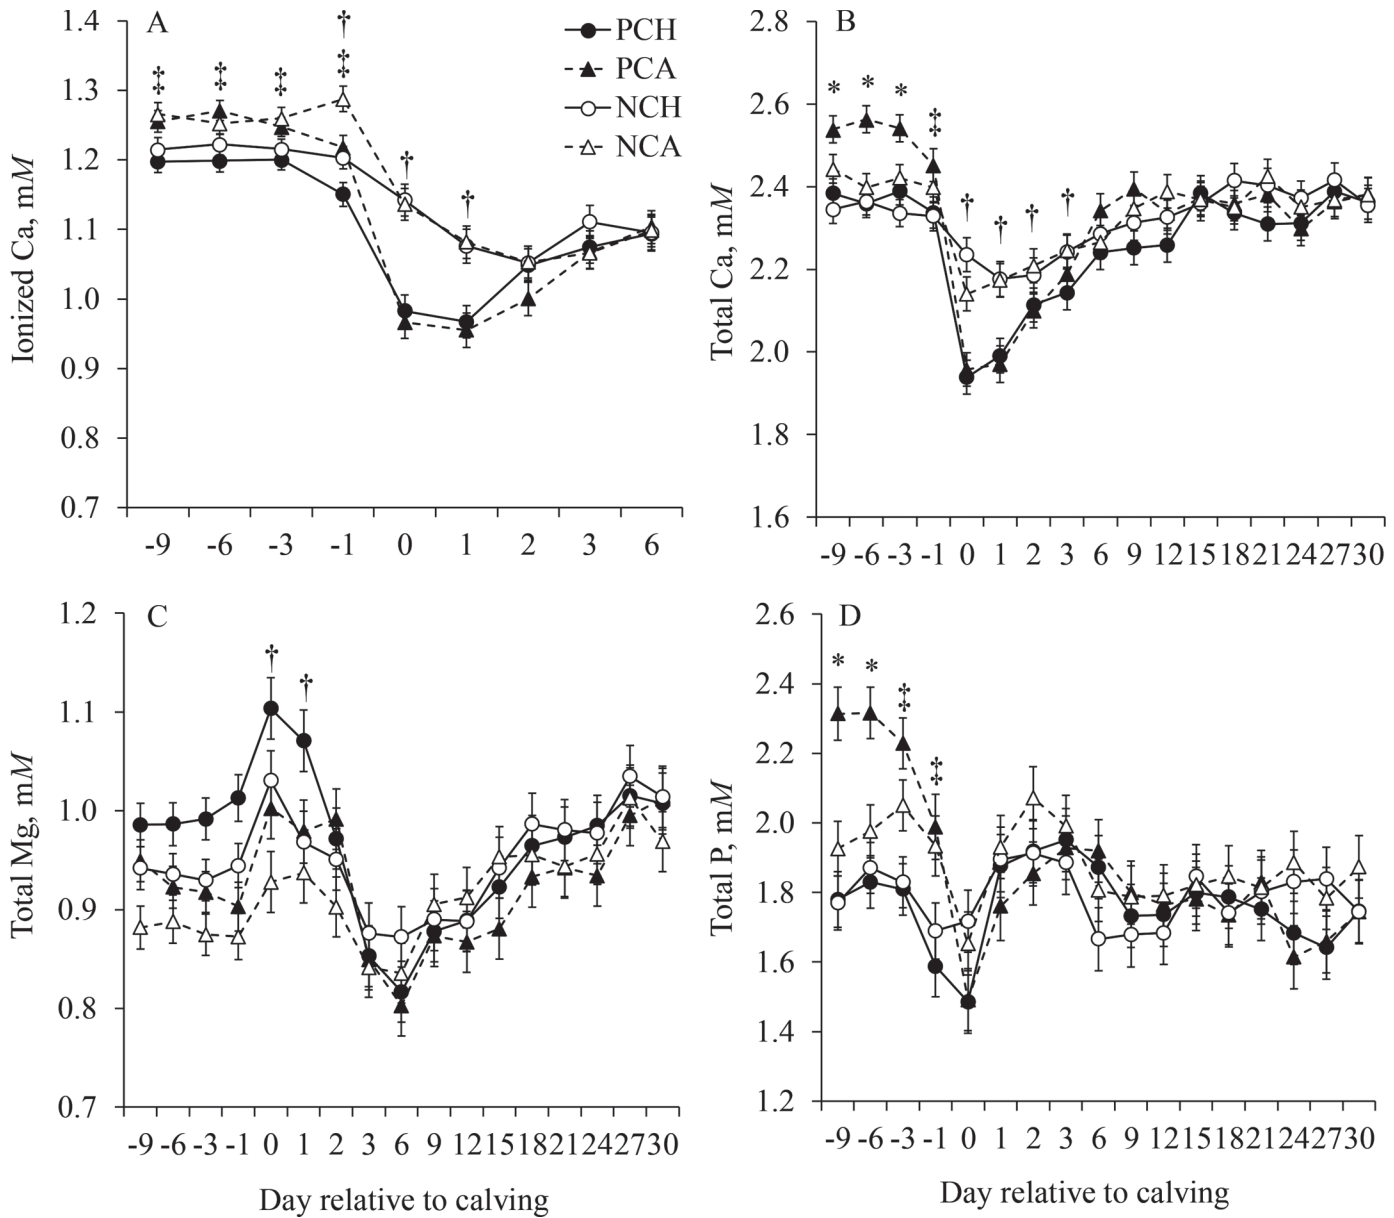 A
PCH
PCA
NCH
NCA
†
‡ ‡ ‡ ‡
† †
1.4
1.3
1.2
1.1
1.0
0.9
0.8
0.7
Ionized Ca, mM
-9 -6 -3 -1 0 1 2 3 6
B
* * * ‡
† † † †
2.8
2.6
2.4
2.2
2.0
1.8
1.6
Total Ca, mM
-9 -6 -3 -1 0 1 2 3 6 9 12 15 18 21 24 27 30
C
† †
1.2
1.1
1.0
0.9
0.8
0.7
Total Mg, mM
-9 -6 -3 -1 0 1 2 3 6 9 12 15 18 21 24 27 30
Day relative to calving
D
* * ‡ ‡
2.6
2.4
2.2
2.0
1.8
1.6
1.4
1.2
Total P, mM
-9 -6 -3 -1 0 1 2 3 6 9 12 15 18 21 24 27 30
Day relative to calving